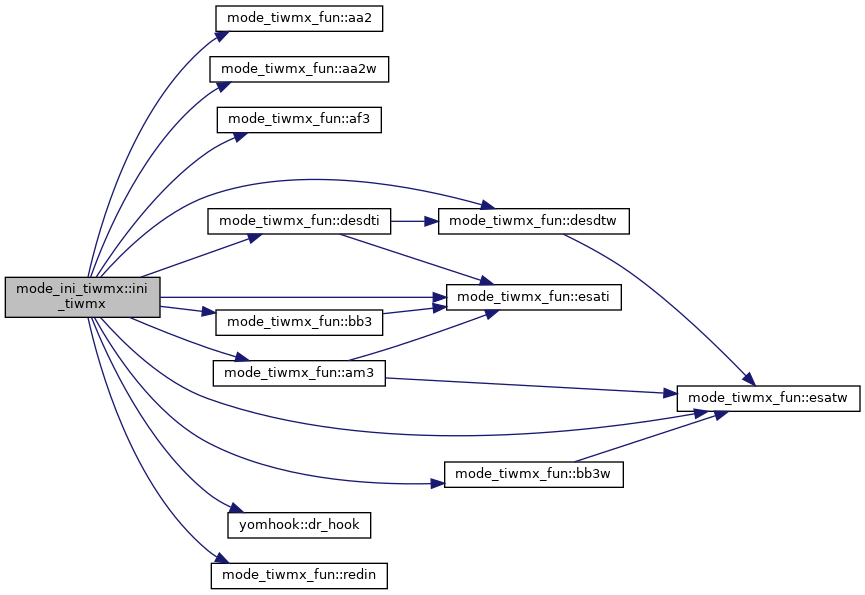 mode_tiwmx_fun::aa2
mode_tiwmx_fun::aa2w
mode_tiwmx_fun::af3
mode_tiwmx_fun::desdti
mode_tiwmx_fun::desdtw
mode_ini_tiwmx::ini
_tiwmx
mode_tiwmx_fun::esati
mode_tiwmx_fun::bb3
mode_tiwmx_fun::am3
mode_tiwmx_fun::esatw
mode_tiwmx_fun::bb3w
yomhook::dr_hook
mode_tiwmx_fun::redin